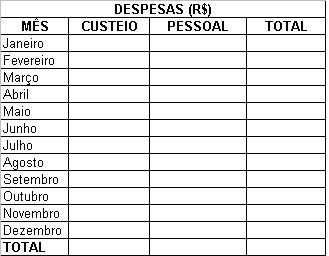 DESPESAS (R$)
MÊS CUSTEIO PESSOAL TOTAL
Janeiro
Fevereiro
Março
Abril
Maio
Junho
Julho
Agosto
Setembro
Outubro
Novembro
Dezembro
TOTAL